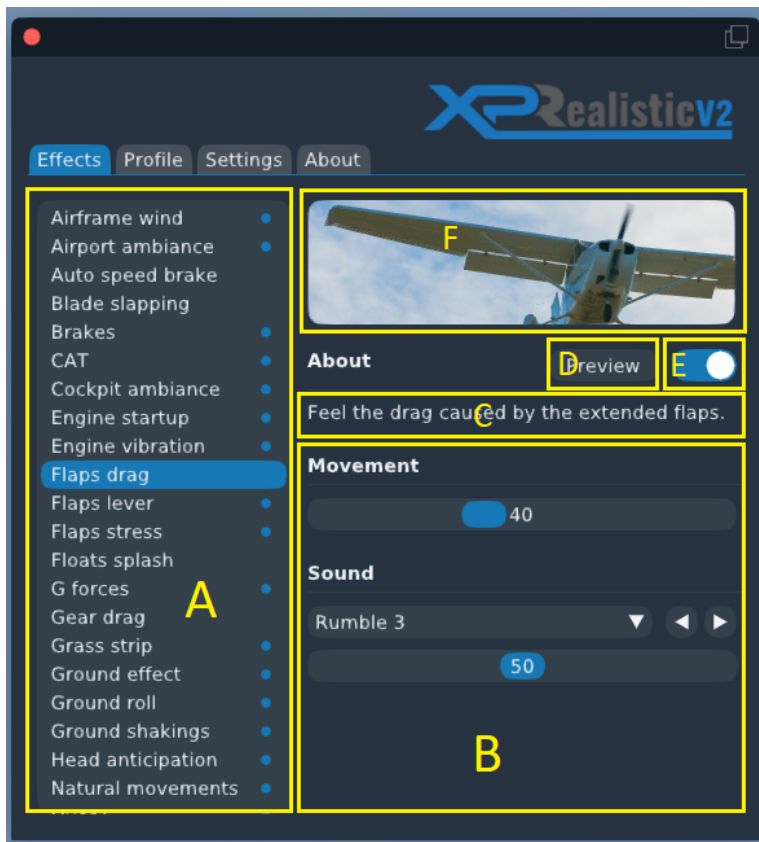 XPRealisticV2
Effects Profile Settings About
Airframe wind
Airport ambiance
Auto speed brake
Blade slapping
Brakes
CAT
Cockpit ambiance
Engine startup
Engine vibration
Flaps drag
Flaps lever
Flaps stress
Floats splash
G forces
Gear drag
Grass strip
Ground effect
Ground roll
Ground shakings
Head anticipation
Natural movements
A
F
About
D
Preview
E
Feel the drag caused by the extended flaps.
C
Movement
40
Sound
Rumble 3
50
B